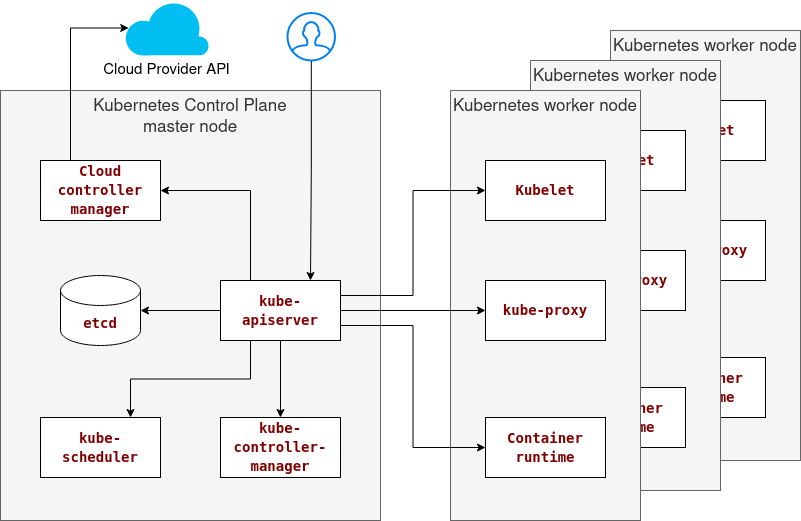 Cloud Provider API
Kubernetes Control Plane
master node
Cloud
controller
manager
etcd
kube-
apiserver
kube-
scheduler
kube-
controller-
manager
Kubernetes worker node
Kubelet
kube-proxy
Container
runtime
Kubernetes worker node
et
oxy
ner
me
Kubernetes worker node
et
roxy
ner
me